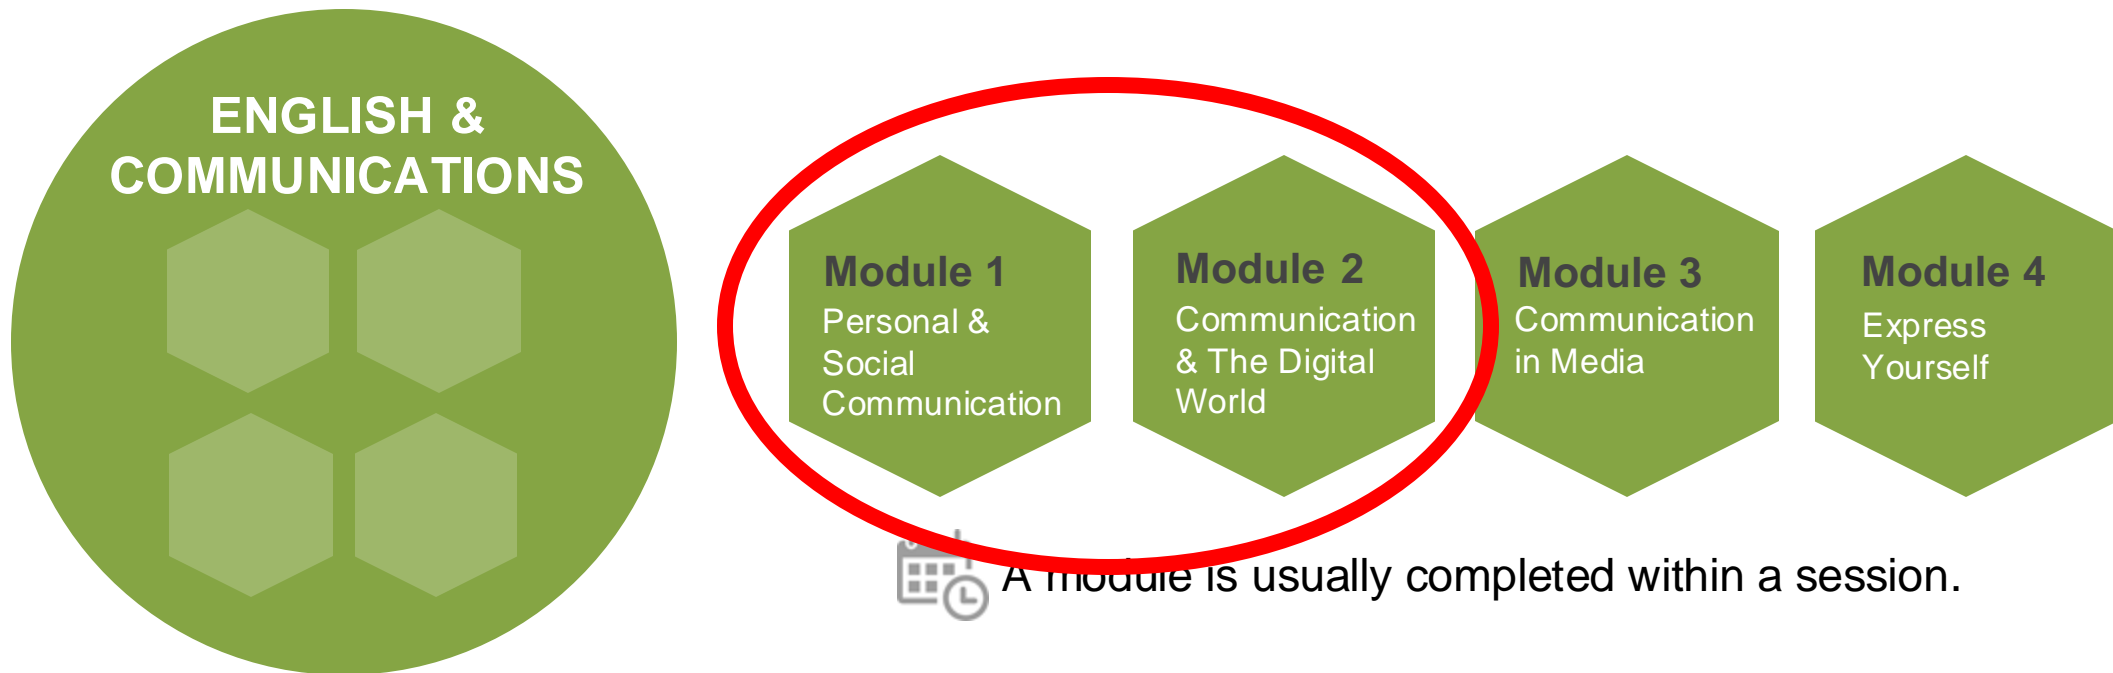 ENGLISH &
COMMUNICATIONS
Module 1
Personal &
Social
Communication
Module 2
Communication
& The Digital
World
Module 3
Communication
in Media
Module 4
Express
Yourself
A module is usually completed within a session.